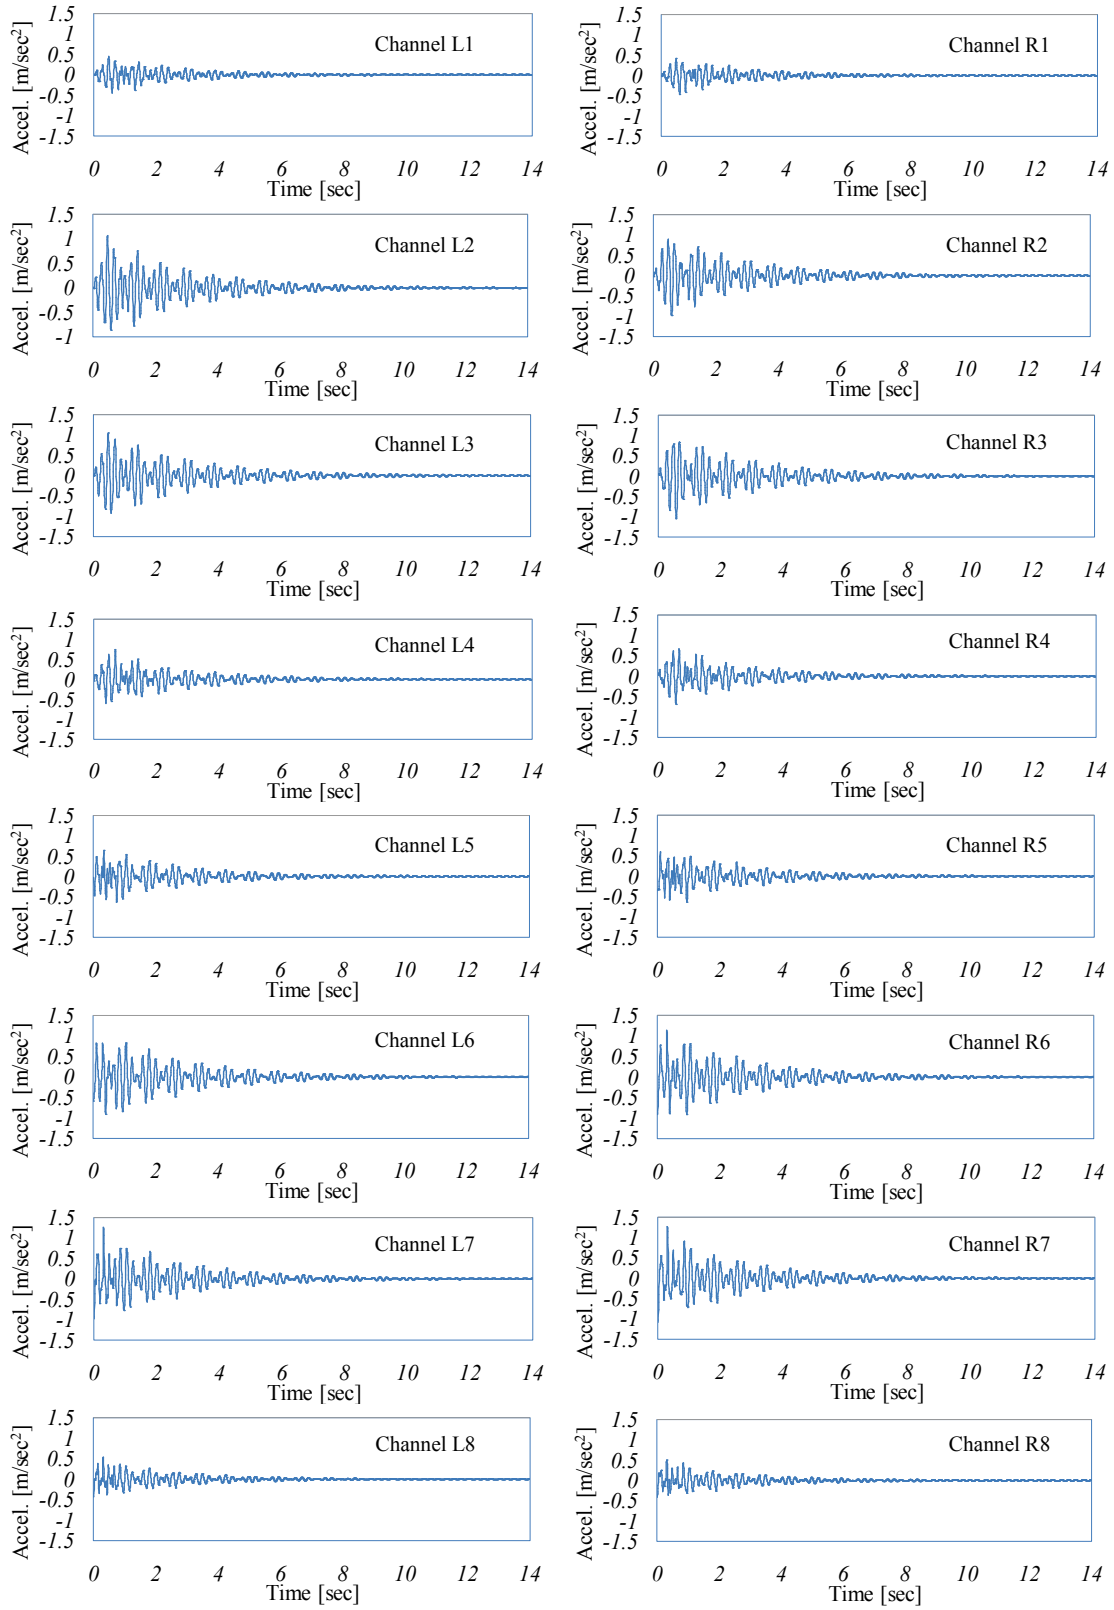 Accel. [m/sec²]
1.5
1
0.5
0
-0.5
-1
-1.5
Channel L1
0 2 4 6 8 10 12 14
Time [sec]
Accel. [m/sec²]
1.5
1
0.5
0
-0.5
-1
-1.5
Channel R1
0 2 4 6 8 10 12 14
Time [sec]
Accel. [m/sec²]
1.5
1
0.5
0
-0.5
-1
Channel L2
0 2 4 6 8 10 12 14
Time [sec]
Accel. [m/sec²]
1.5
1
0.5
0
-0.5
-1
-1.5
Channel R2
0 2 4 6 8 10 12 14
Time [sec]
Accel. [m/sec²]
1.5
1
0.5
0
-0.5
-1
-1.5
Channel L3
0 2 4 6 8 10 12 14
Time [sec]
Accel. [m/sec²]
1.5
1
0.5
0
-0.5
-1
-1.5
Channel R3
0 2 4 6 8 10 12 14
Time [sec]
Accel. [m/sec²]
1.5
1
0.5
0
-0.5
-1
-1.5
Channel L4
0 2 4 6 8 10 12 14
Time [sec]
Accel. [m/sec²]
1.5
1
0.5
0
-0.5
-1
-1.5
Channel R4
0 2 4 6 8 10 12 14
Time [sec]
Accel. [m/sec²]
1.5
1
0.5
0
-0.5
-1
-1.5
Channel L5
0 2 4 6 8 10 12 14
Time [sec]
Accel. [m/sec²]
1.5
1
0.5
0
-0.5
-1
-1.5
Channel R5
0 2 4 6 8 10 12 14
Time [sec]
Accel. [m/sec²]
1.5
1
0.5
0
-0.5
-1
-1.5
Channel L6
0 2 4 6 8 10 12 14
Time [sec]
Accel. [m/sec²]
1.5
1
0.5
0
-0.5
-1
-1.5
Channel R6
0 2 4 6 8 10 12 14
Time [sec]
Accel. [m/sec²]
1.5
1
0.5
0
-0.5
-1
-1.5
Channel L7
0 2 4 6 8 10 12 14
Time [sec]
Accel. [m/sec²]
1.5
1
0.5
0
-0.5
-1
-1.5
Channel R7
0 2 4 6 8 10 12 14
Time [sec]
Accel. [m/sec²]
1.5
1
0.5
0
-0.5
-1
-1.5
Channel L8
0 2 4 6 8 10 12 14
Time [sec]
Accel. [m/sec²]
1.5
1
0.5
0
-0.5
-1
-1.5
Channel R8
0 2 4 6 8 10 12 14
Time [sec]